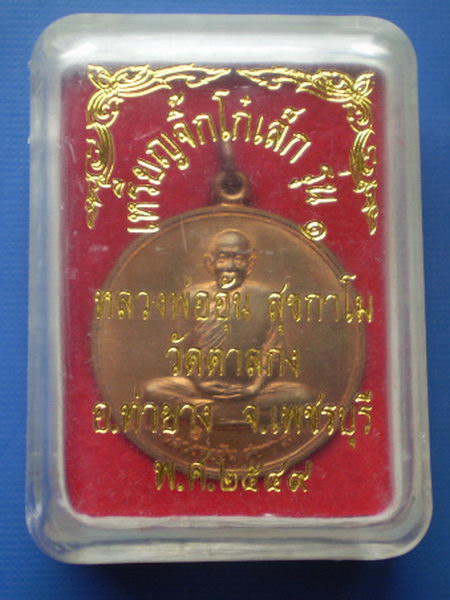 เหรียญจิ๊กโก๋เล็ก รุ่น ๑
หลวงพ่ออุ้น สุขกาโม
วัดตาลกง
อ.ท่ายาง จ.เพชรบุรี
พ.ศ.๒๕๔๙